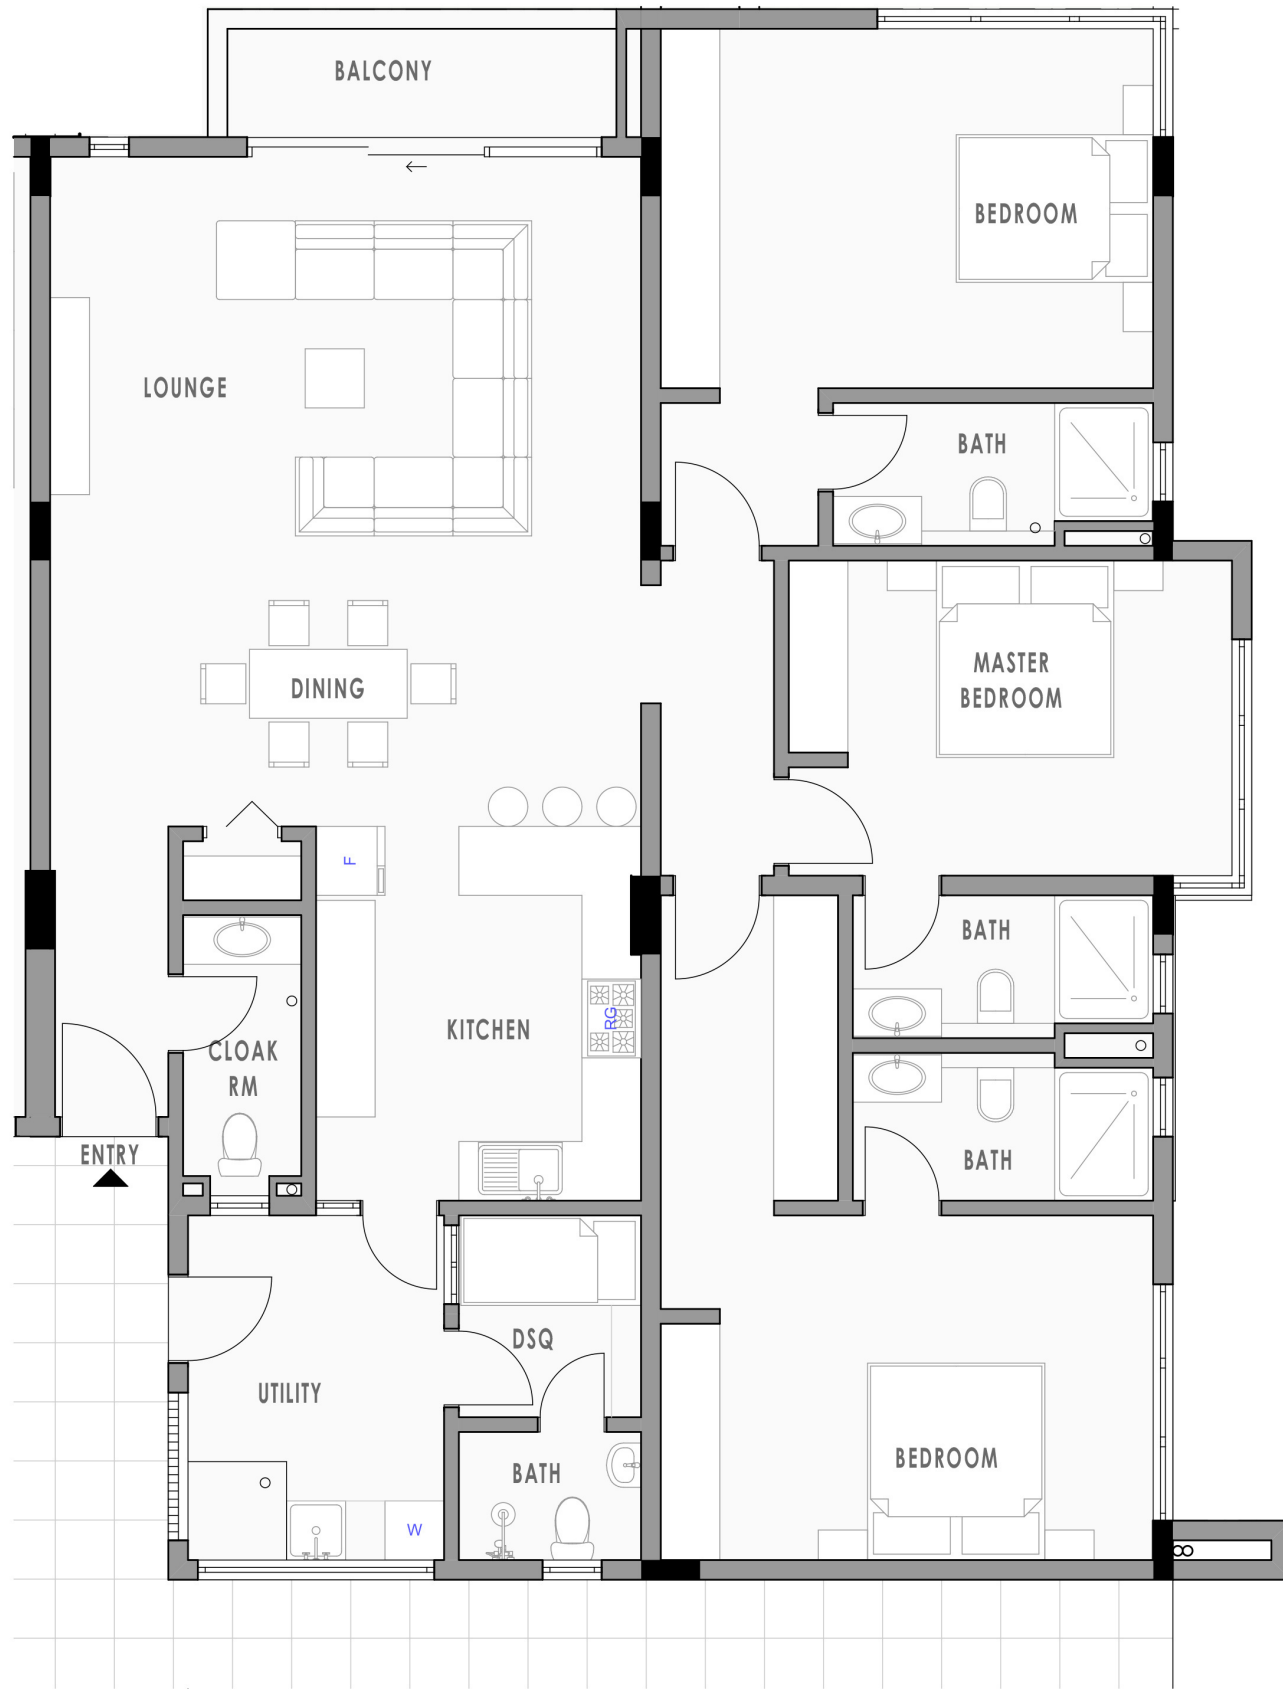 BALCONY
BEDROOM
LOUNGE
BATH
MASTER
BEDROOM
DINING
F
BATH
KITCHEN
RG
CLOAK
RM
ENTRY
BATH
DSQ
UTILITY
BEDROOM
BATH
W